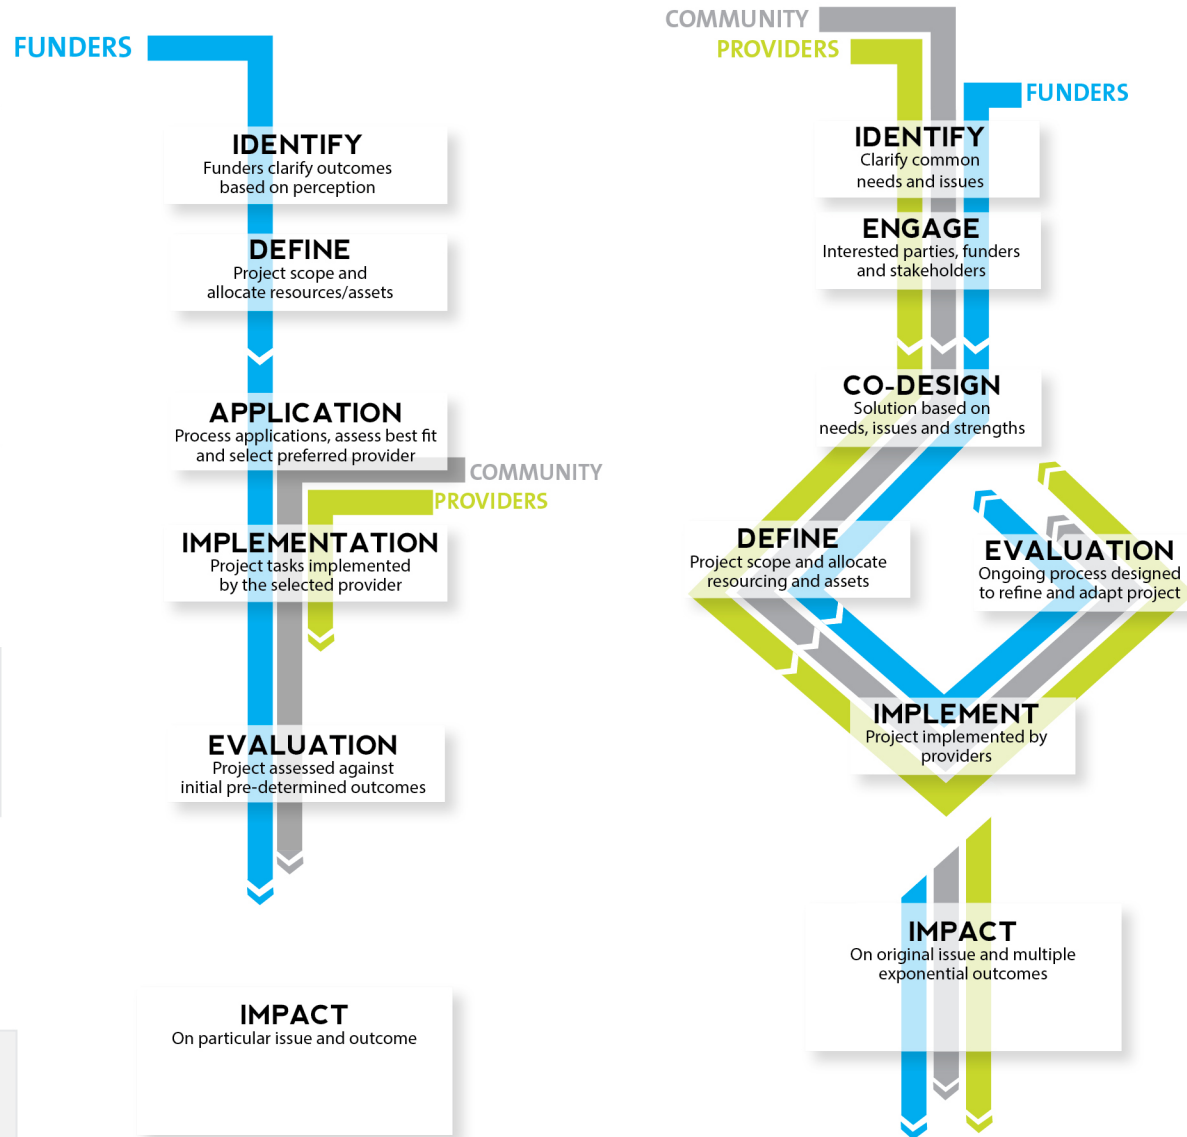 FUNDERS
IDENTIFY
Funders clarify outcomes
based on perception
DEFINE
Project scope and
allocate resources/assets
APPLICATION
Process applications, assess best fit
and select preferred provider
COMMUNITY
PROVIDERS
IMPLEMENTATION
Project tasks implemented
by the selected provider
EVALUATION
Project assessed against
initial pre-determined outcomes
IMPACT
On particular issue and outcome
COMMUNITY
PROVIDERS
FUNDERS
IDENTIFY
Clarify common
needs and issues
ENGAGE
Interested parties, funders
and stakeholders
CO-DESIGN
Solution based on
needs, issues and strengths
DEFINE
Project scope and allocate
resourcing and assets
EVALUATION
Ongoing process designed
to refine and adapt project
IMPLEMENT
Project implemented by
providers
IMPACT
On original issue and multiple
exponential outcomes